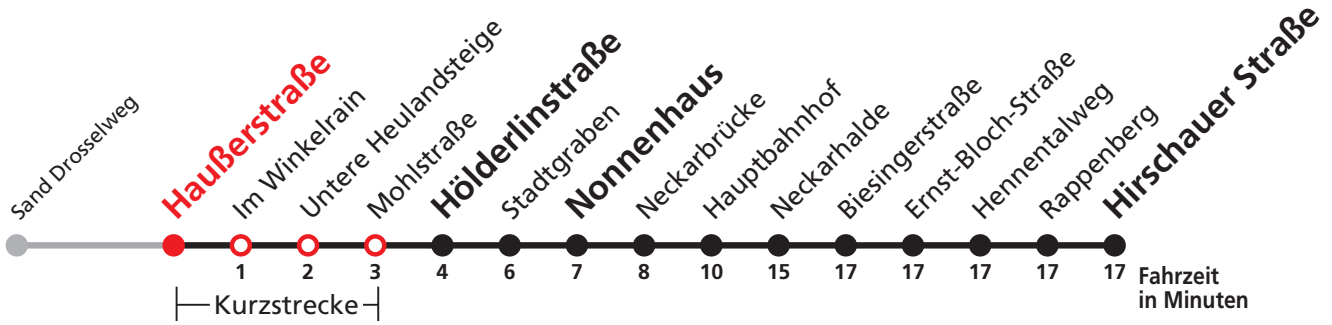 Sand Drosselweg
Haußerstraße
Im Winkelrain
Untere Heulandsteige
Mohlstraße
Hölderlinstraße
Stadtgraben
Nonnenhaus
Neckarbrücke
Hauptbahnhof
Neckarhalde
Biesingerstraße
Ernst-Bloch-Straße
Hennentalweg
Rappenberg
Hirschauer Straße
1 2 3 4 6 7 8 10 15 17 17 17 17 17
Fahrzeit
in Minuten
Kurzstrecke